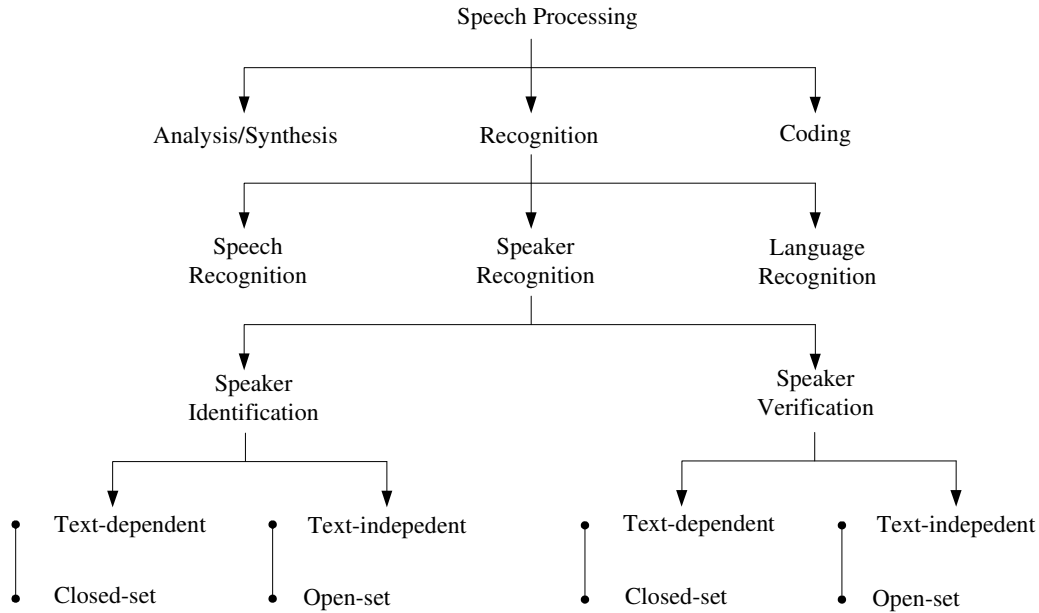 Speech Processing
Analysis/Synthesis
Recognition
Coding
Speech
Recognition
Speaker
Recognition
Language
Recognition
Speaker
Identification
Speaker
Verification
Text-dependent
Text-indepedent
Text-dependent
Text-indepedent
Closed-set
Open-set
Closed-set
Open-set